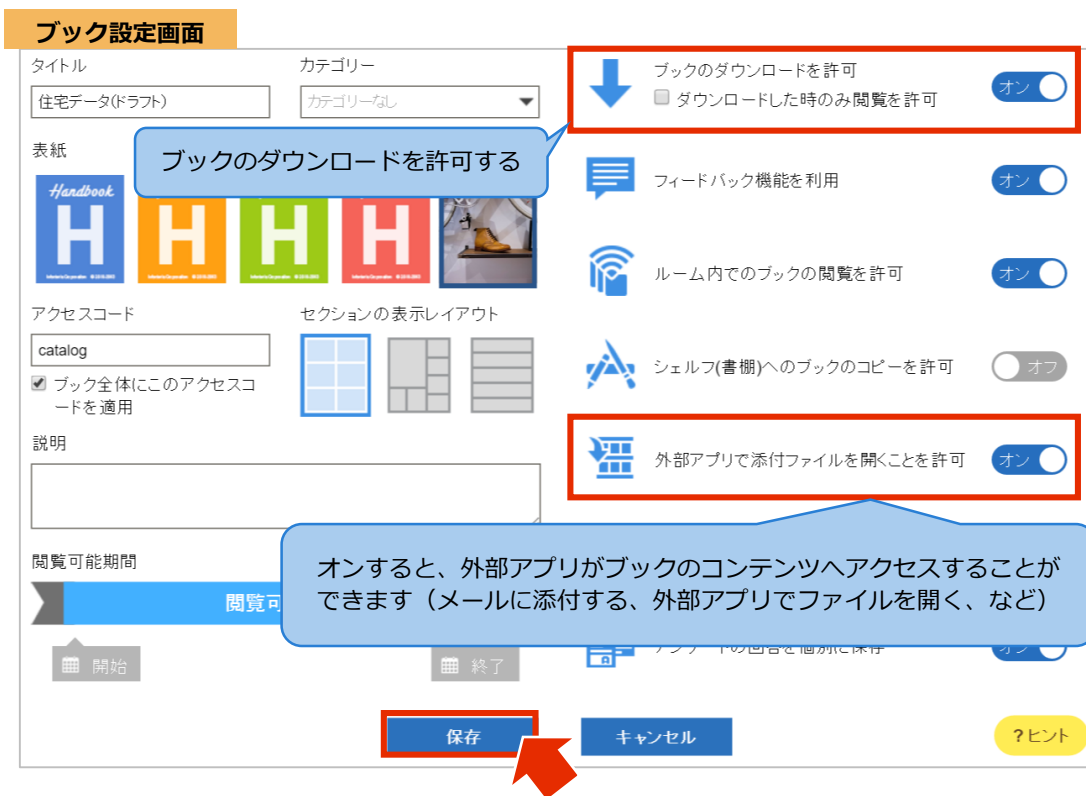 ブック設定画面
タイトル
カテゴリー
住宅データ(ドラフト)
カテゴリーなし
ブックのダウンロードを許可
ダウンロードした時のみ閲覧を許可
オン
ブックのダウンロードを許可する
表紙
Handbook
H
H
H
H
フィードバック機能を利用
オン
ルーム内でのブックの閲覧を許可
オン
アクセスコード
セクションの表示レイアウト
catalog
ブック全体にこのアクセスコ
ードを適用
シェルフ(書棚)へのブックのコピーを許可
オフ
説明
外部アプリで添付ファイルを開くことを許可
オン
オンすると、外部アプリがブックのコンテンツへアクセスすることが
できます（メールに添付する、外部アプリでファイルを開く、など）
閲覧可能期間
閲覧可
開始
終了
保存
キャンセル
?ヒント